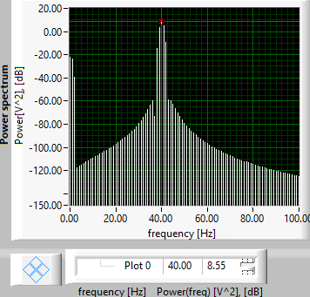 20.00
0.00
-20.00
-40.00
-60.00
-80.00
-100.00
-120.00
-150.00
Power spectrum
Power[V^2], [dB]
0.00 20.00 40.00 60.00 80.00 100.00
frequency [Hz]
Plot 0 40.00 8.55
frequency [Hz] Power(freq) [V^2], [dB]